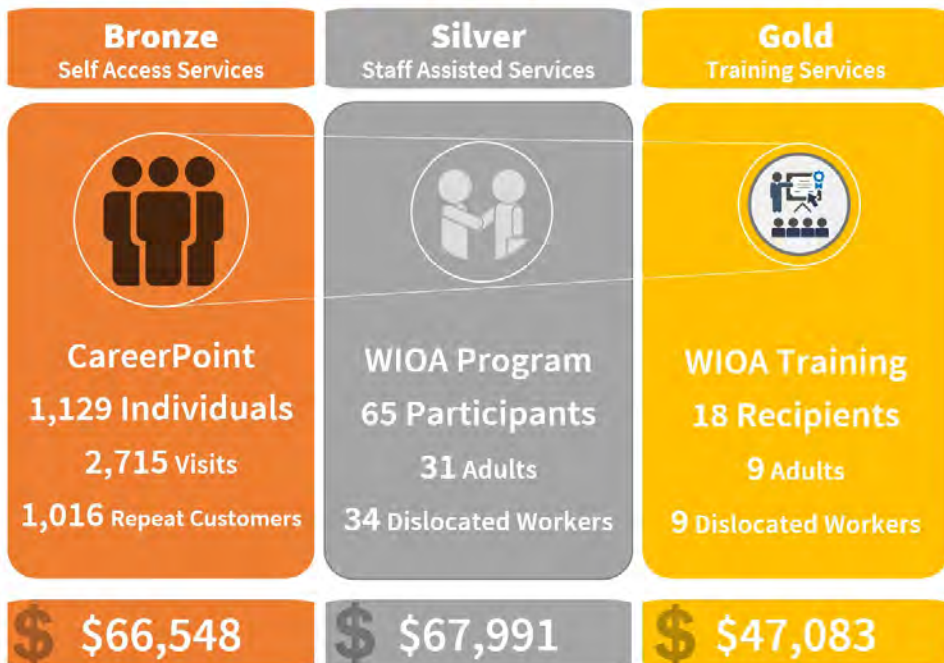 Bronze
Self Access Services
CareerPoint
1,129 Individuals
2,715 Visits
1,016 Repeat Customers
$ $66,548
Silver
Staff Assisted Services
WIOA Program
65 Participants
31 Adults
34 Dislocated Workers
$ $67,991
Gold
Training Services
WIOA Training
18 Recipients
9 Adults
9 Dislocated Workers
$ $47,083